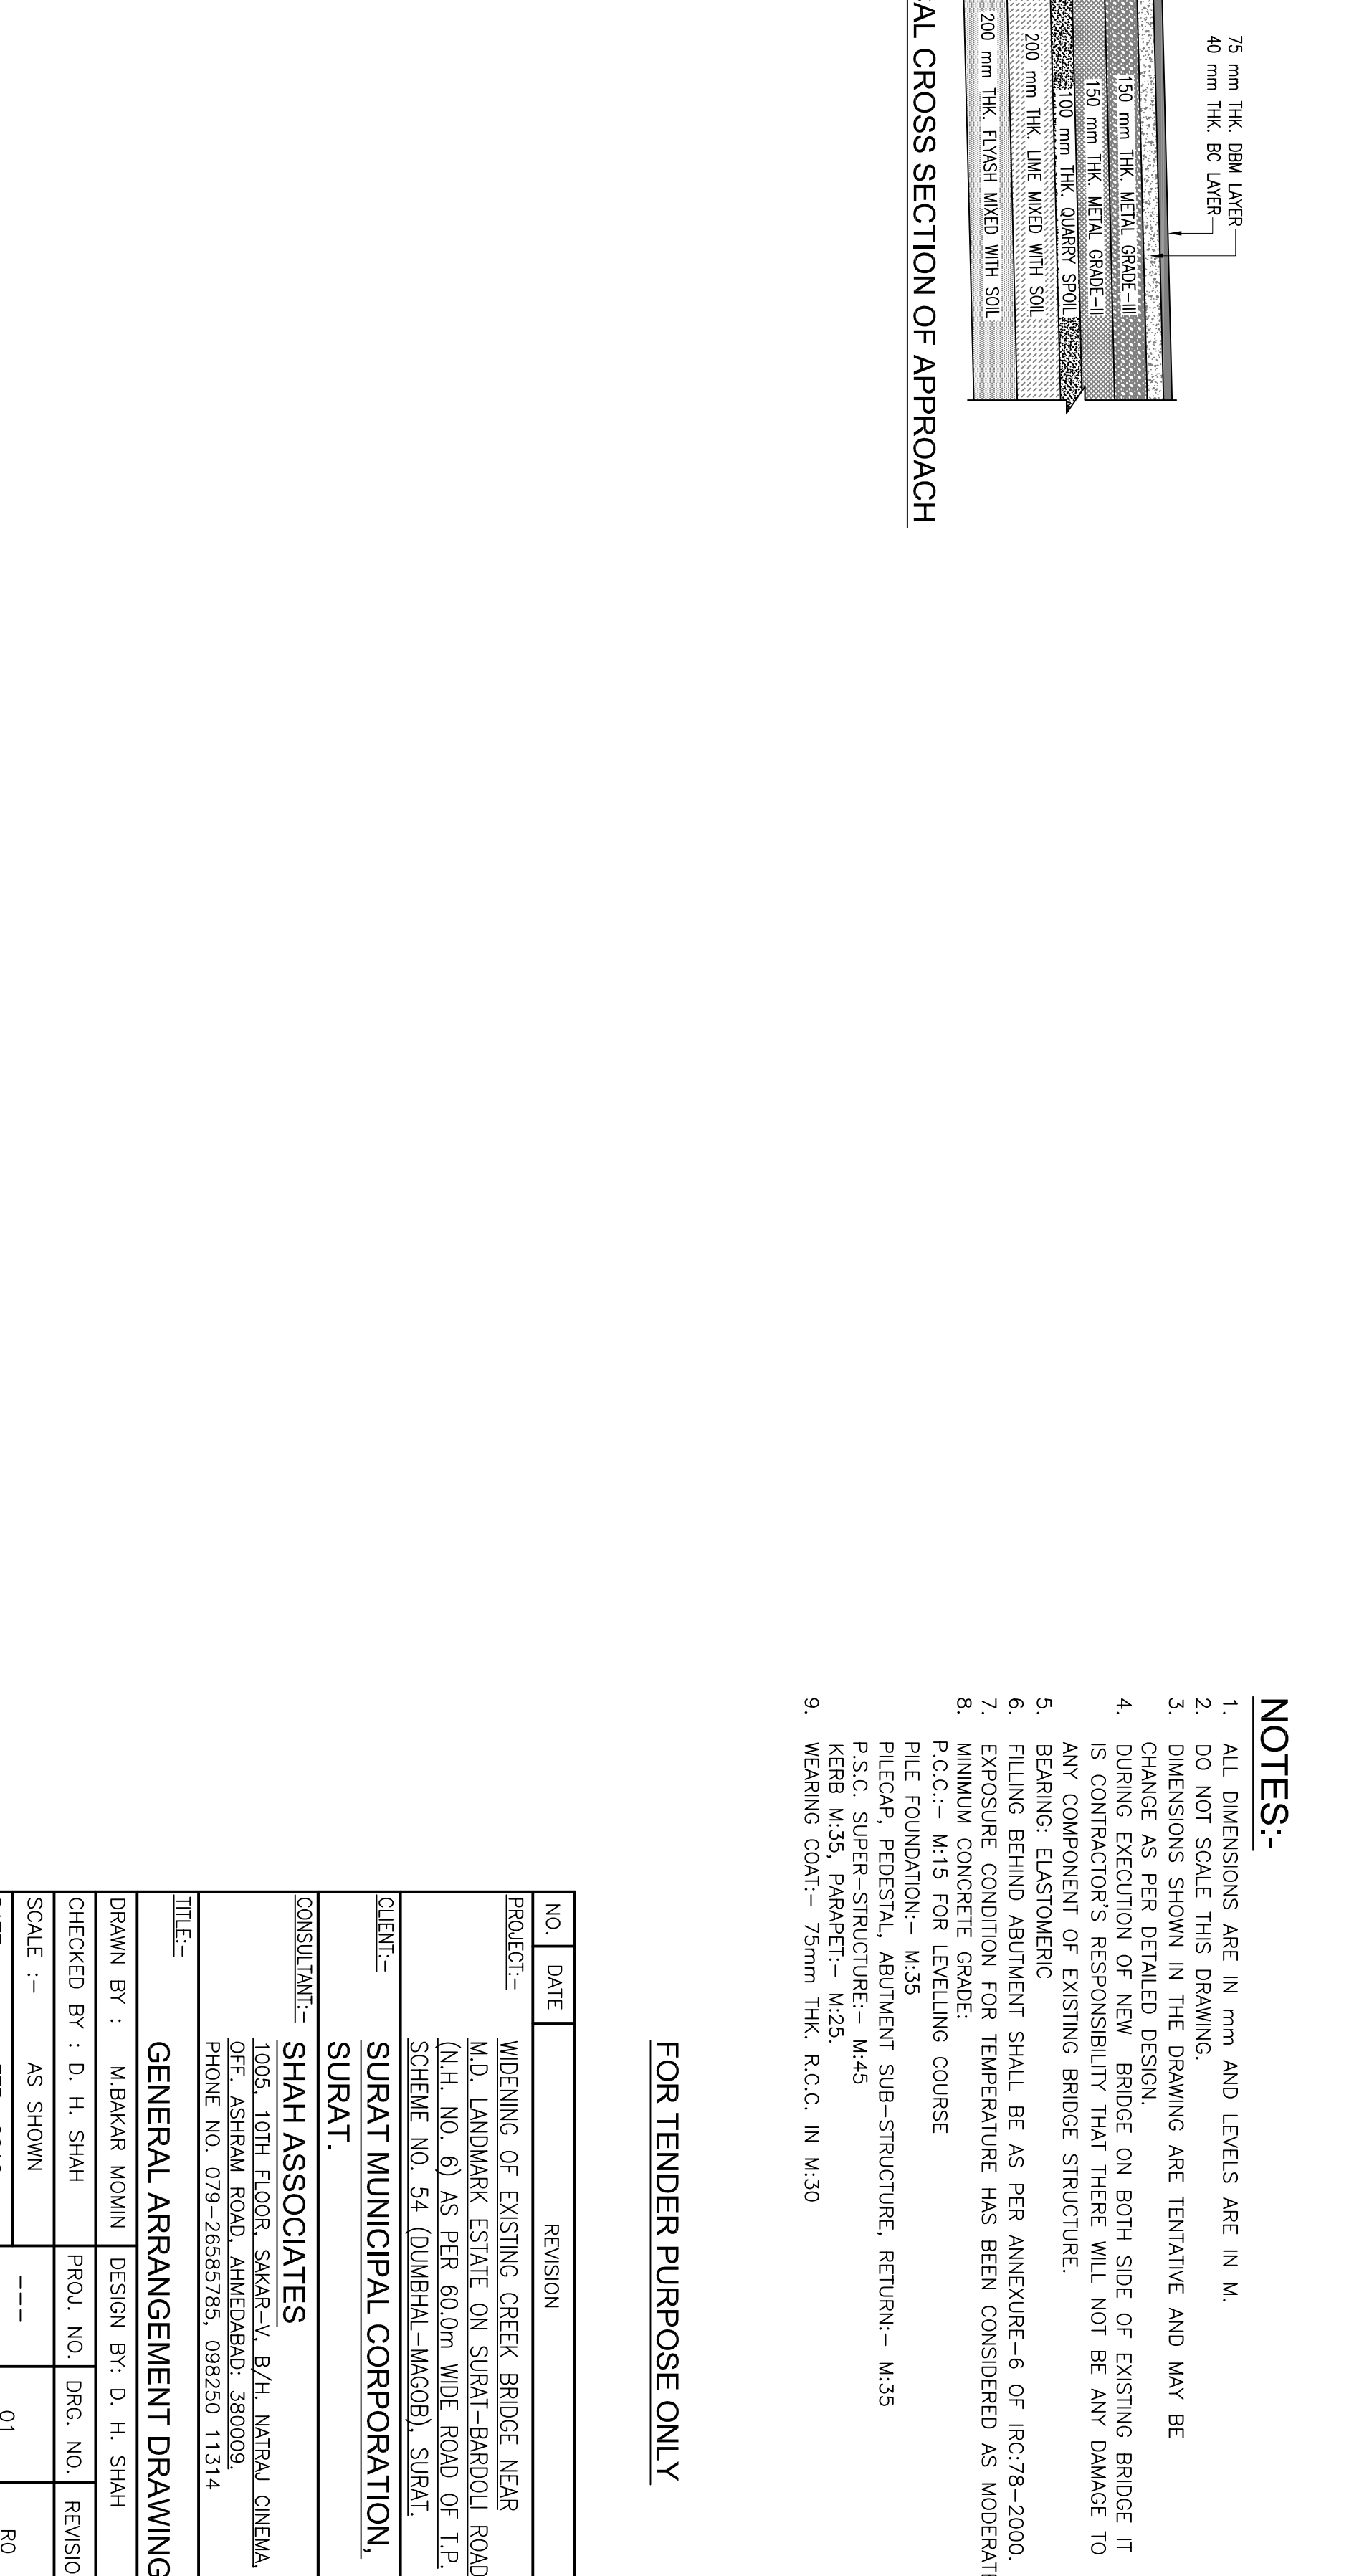 75 mm THK. DBM LAYER
40 mm THK. BC LAYER
150 mm THK. METAL GRADE-III
150 mm THK. METAL GRADE-II
100 mm THK. QUARRY SPOIL
200 mm THK. LIME MIXED WITH SOIL
200 mm THK. FLYASH MIXED WITH SOIL
CROSS SECTION OF APPROACH
NOTES:-
1. ALL DIMENSIONS ARE IN mm AND LEVELS ARE IN M.
2. DO NOT SCALE THIS DRAWING.
3. DIMENSIONS SHOWN IN THE DRAWING ARE TENTATIVE AND MAY BE
CHANGE AS PER DETAILED DESIGN.
4. DURING EXECUTION OF NEW BRIDGE ON BOTH SIDE OF EXISTING BRIDGE IT
IS CONTRACTOR'S RESPONSIBILITY THAT THERE WILL NOT BE ANY DAMAGE TO
ANY COMPONENT OF EXISTING BRIDGE STRUCTURE.
5. BEARING: ELASTOMERIC
6. FILLING BEHIND ABUTMENT SHALL BE AS PER ANNEXURE-6 OF IRC:78-2000.
7. EXPOSURE CONDITION FOR TEMPERATURE HAS BEEN CONSIDERED AS MODERATE
8. MINIMUM CONCRETE GRADE:
P.C.C.:- M:15 FOR LEVELLING COURSE
PILE FOUNDATION:- M:35
PILECAP, PEDESTAL, ABUTMENT SUB-STRUCTURE, RETURN:- M:35
P.S.C. SUPER-STRUCTURE:- M:45
KERB M:35, PARAPET:- M:25.
9. WEARING COAT:- 75mm THK. R.C.C. IN M:30
FOR TENDER PURPOSE ONLY
NO. DATE REVISION
PROJECT:- WIDENING OF EXISTING CREEK BRIDGE NEAR
M.D. LANDMARK ESTATE ON SURAT-BARDOLI ROAD
(N.H. NO. 6) AS PER 60.0m WIDE ROAD OF T.P.
SCHEME NO. 54 (DUMBHAL-MAGOB), SURAT.
CLIENT:- SURAT MUNICIPAL CORPORATION,
SURAT.
CONSULTANT:- SHAH ASSOCIATES
1005, 10TH FLOOR, SAKAR-V, B/H. NATRAJ CINEMA,
OFF. ASHRAM ROAD, AHMEDABAD: 380009.
PHONE NO. 079-26585785, 098250 11314
TITLE:- GENERAL ARRANGEMENT DRAWING
DRAWN BY : M.BAKAR MOMIN DESIGN BY: D. H. SHAH
CHECKED BY : D. H. SHAH PROJ. NO. DRG. NO. REVISIO
SCALE :- AS SHOWN --- 01 R0